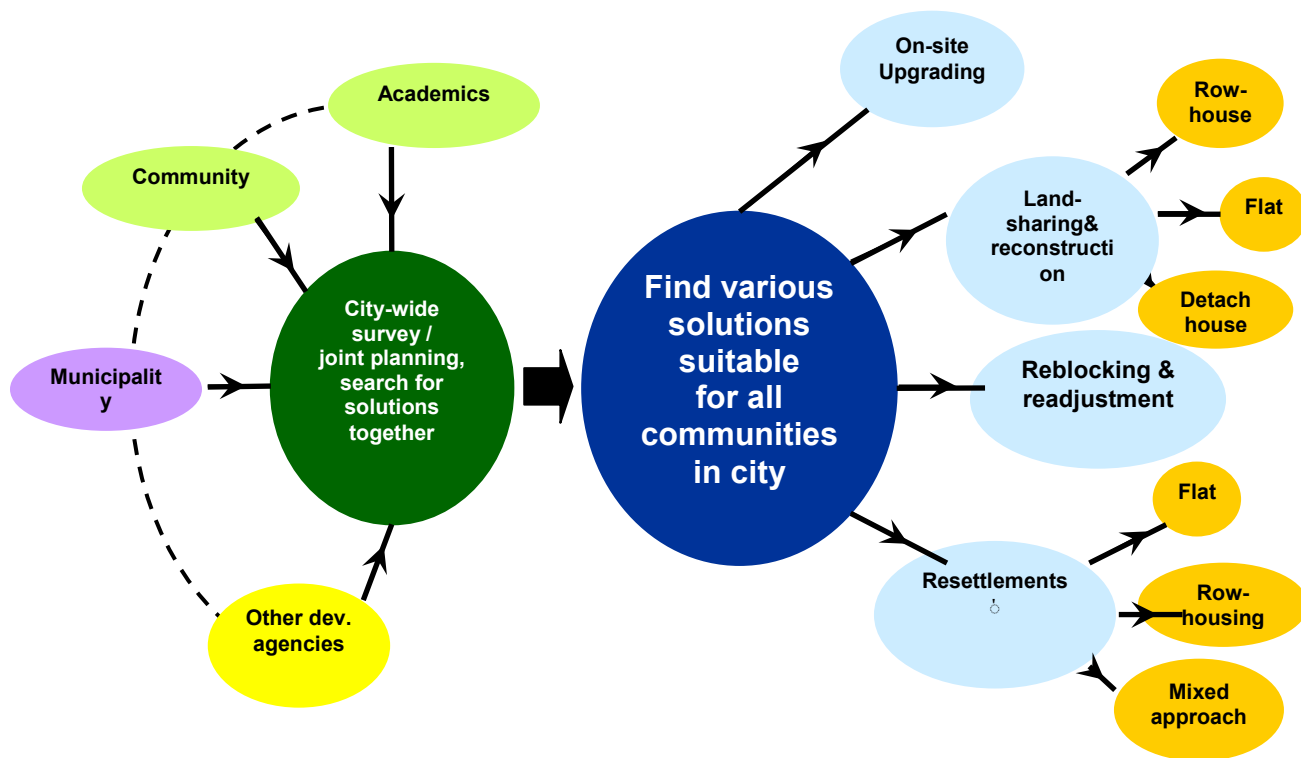 Academics
Community
Municipalit
y
Other dev.
agencies
City-wide
survey /
joint planning,
search for
solutions
together
Find various
solutions
suitable
for all
communities
in city
On-site
Upgrading
Land-
sharing&
reconstructi
on
Row-
house
Flat
Detach
house
Reblocking &
readjustment
Resettlements
Flat
Row-
housing
Mixed
approach